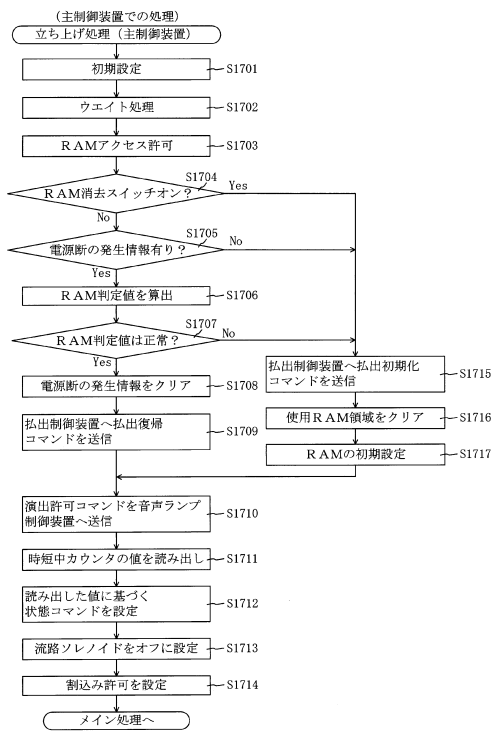 (主制御装置での処理)
立ち上げ処理(主制御装置)
初期設定
S1701
ウエイト処理
S1702
RAMアクセス許可
S1703
RAM消去スイッチオン?
S1704
Yes
No
電源断の発生情報有り?
S1705
No
Yes
RAM判定値を算出
S1706
RAM判定値は正常?
S1707
No
Yes
電源断の発生情報をクリア
S1708
払出制御装置へ払出復帰
コマンドを送信
S1709
払出制御装置へ払出初期化
コマンドを送信
S1715
使用RAM領域をクリア
S1716
RAMの初期設定
S1717
演出許可コマンドを音声ランプ
制御装置へ送信
S1710
時短中カウンタの値を読み出し
S1711
読み出した値に基づく
状態コマンドを設定
S1712
流路ソレノイドをオフに設定
S1713
割込み許可を設定
S1714
メイン処理へ